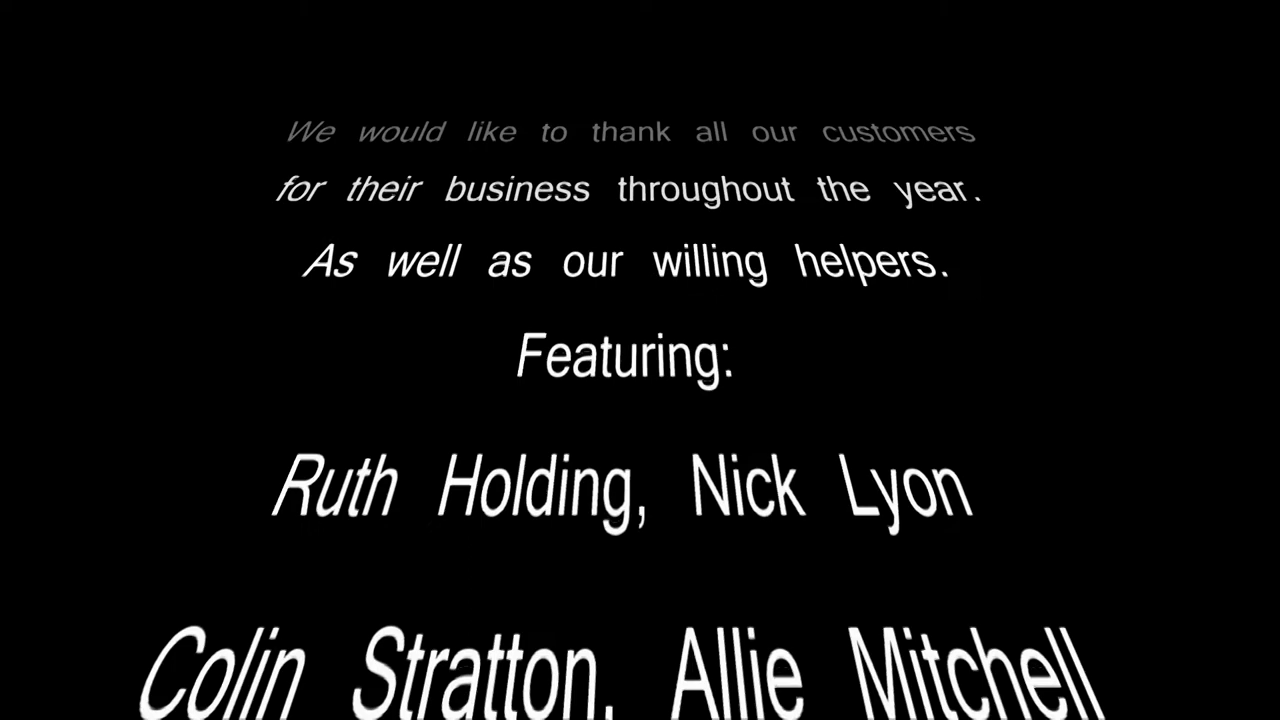 We would like to thank all our customers
for their business throughout the year.
As well as our willing helpers.
Featuring:
Ruth Holding, Nick Lyon
Colin Stratton, Allie Mitchell